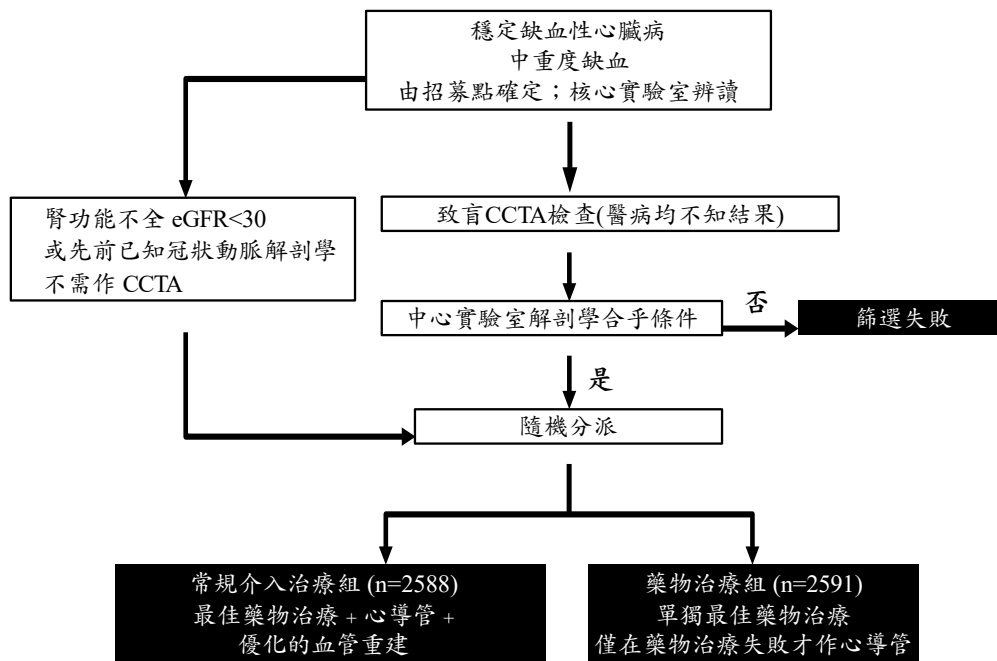 穩定缺血性心臟病
中重度缺血
由招募點確定；核心實驗室辨讀
腎功能不全 eGFR<30
或先前已知冠狀動脈解剖學
不需作 CCTA
致盲CCTA檢查(醫病均不知結果)
中心實驗室解剖學合乎條件
否
篩選失敗
是
隨機分派
常規介入治療組 (n=2588)
最佳藥物治療 + 心導管 +
優化的血管重建
藥物治療組 (n=2591)
單獨最佳藥物治療
僅在藥物治療失敗才作心導管